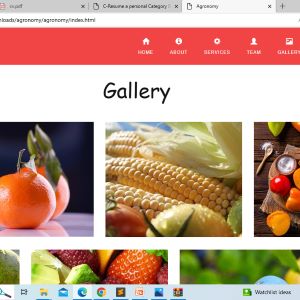 cv.pdf
C-Resume a personal Category B
Agronomy
loads/agronomy/agronomy/index.html
HOME
ABOUT
SERVICES
TEAM
GALLERY
Gallery
Watchlist ideas